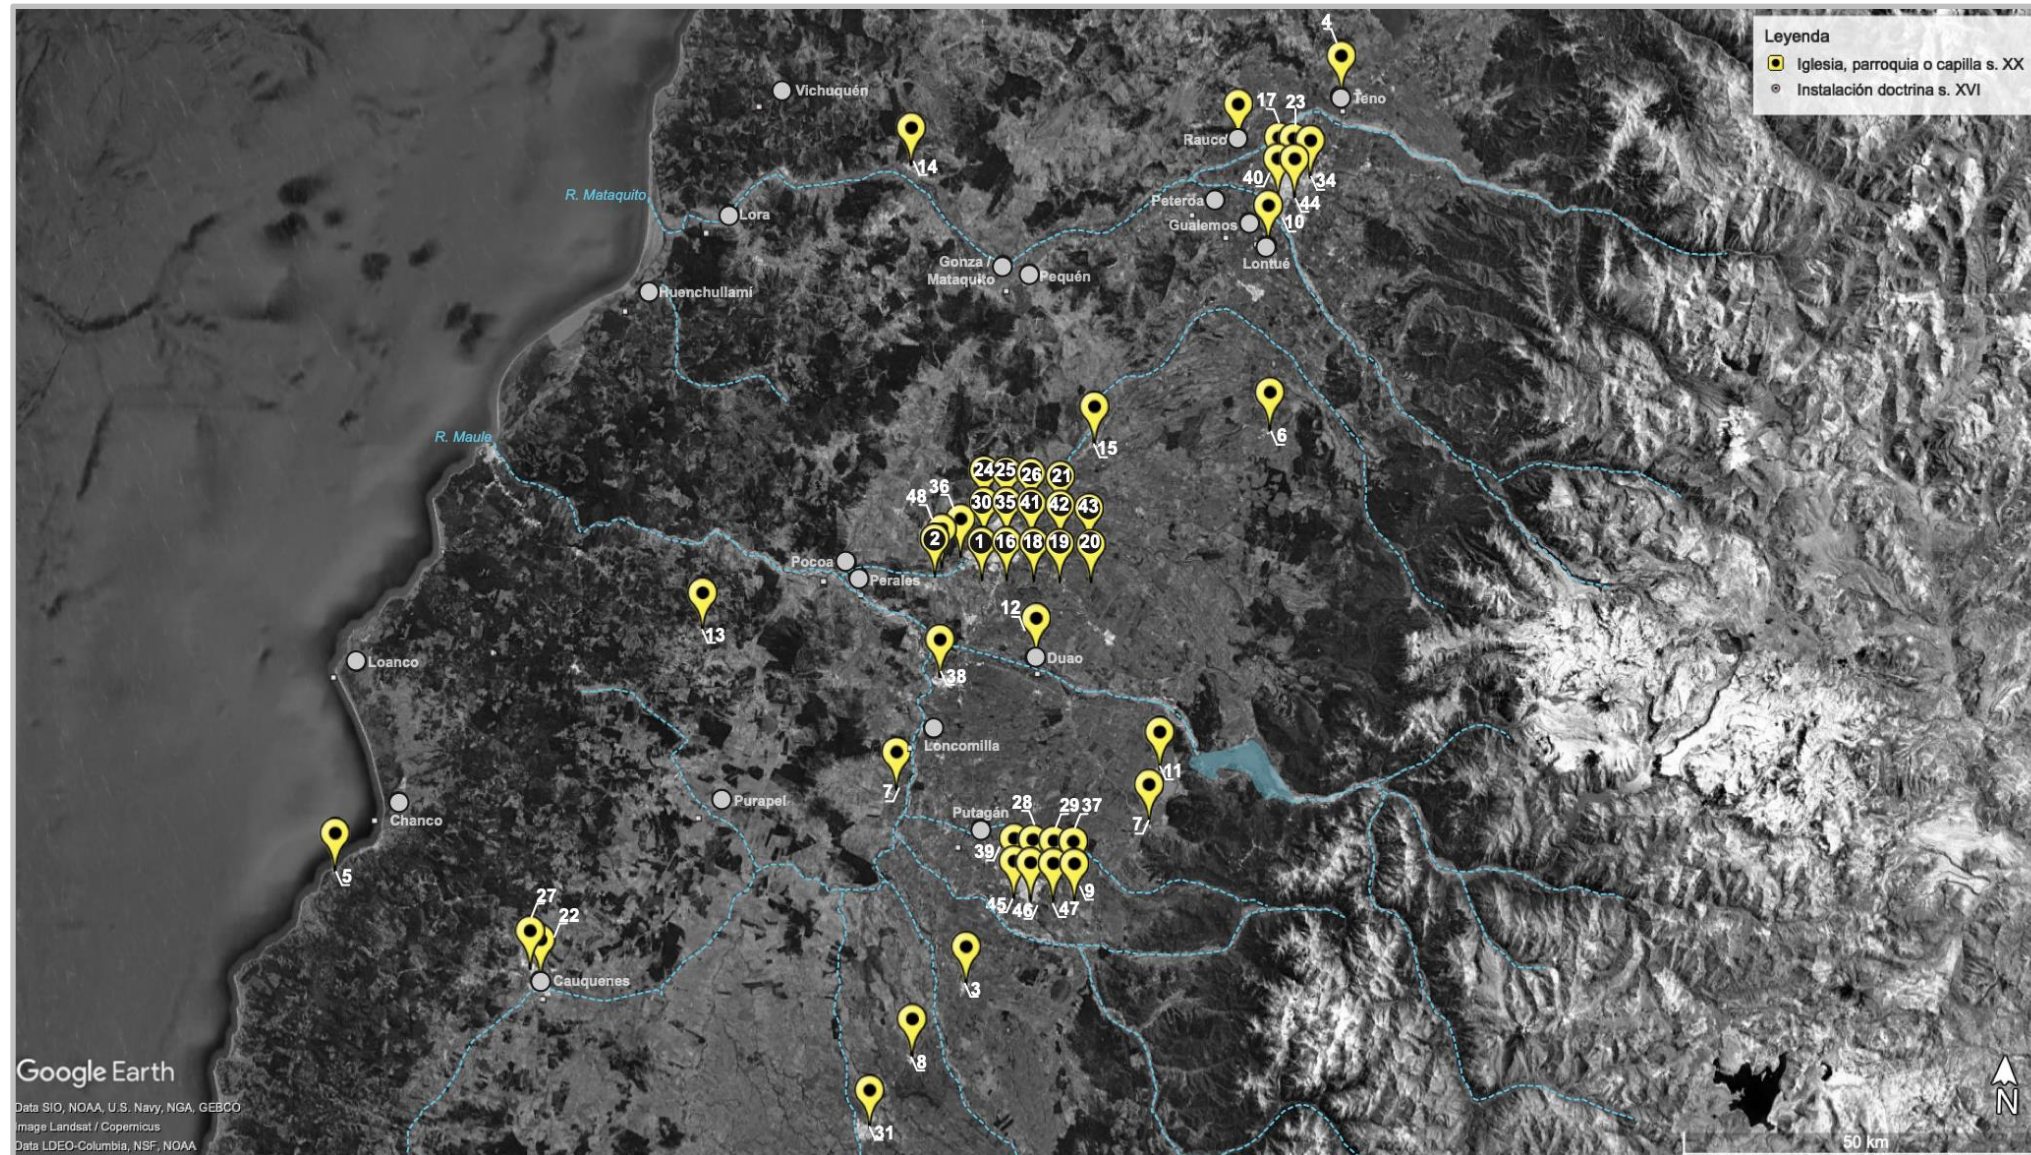 Leyenda
Iglesia, parroquia o capilla s. XX
Instalación doctrina s. XVI
4
Teno
Vichuquén
17
23
Rauco
14
R. Mataquito
40
34
Peteroa
44
Lora
Gualemos
10
Gonza /
Mataquito
Pequén
Lontué
Huenchullamí
R. Maule
15
6
24
25
26
21
48
36
30
35
41
42
43
2
1
16
18
19
20
Pocoa
Perales
12
13
Loanco
Duao
38
Loncomilla
11
7
7
Purapel
Putagán
28
29
37
Chanco
39
5
45
46
47
9
27
22
Cauquenes
3
8
31
Google Earth
Data SIO, NOAA, U.S. Navy, NGA, GEBCO
Image Landsat / Copernicus
Data LDEO-Columbia, NSF, NOAA
N
50 km